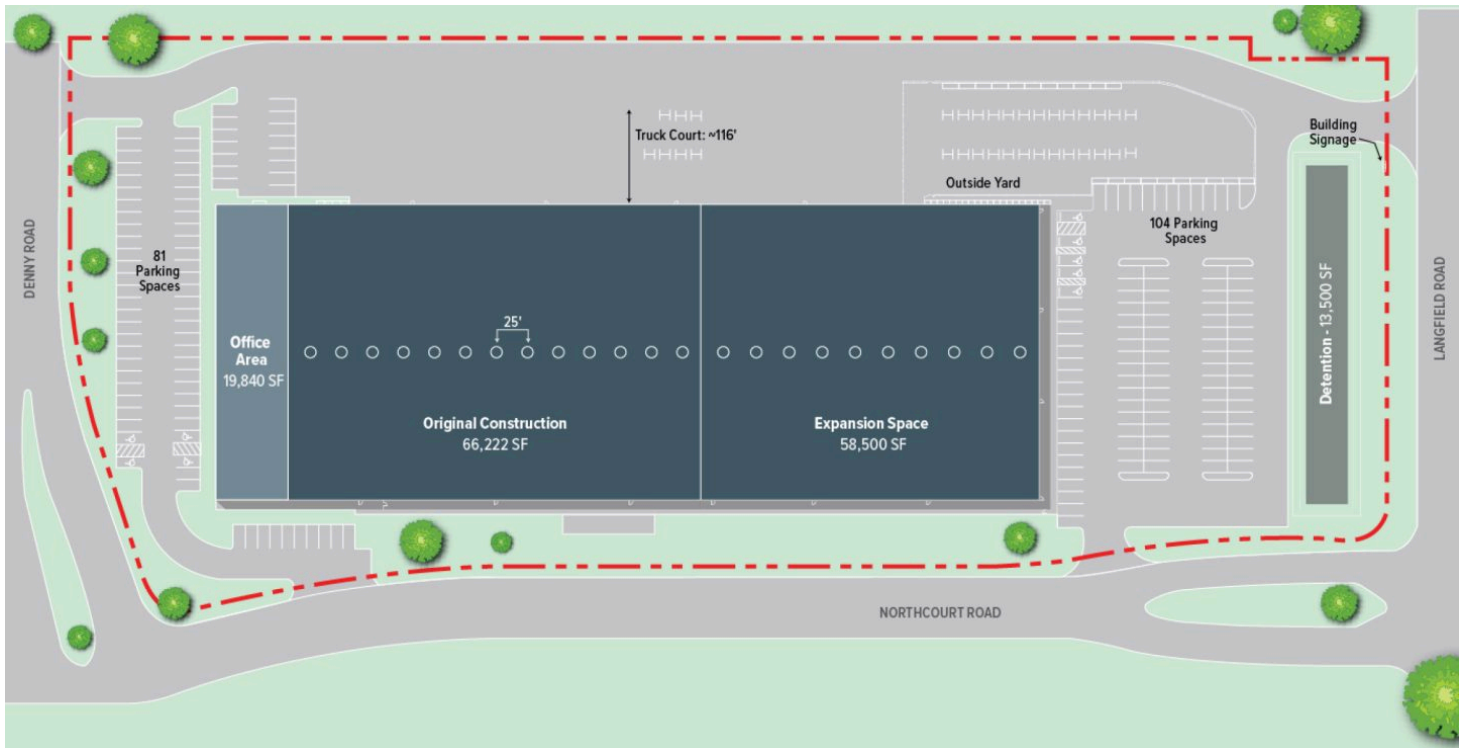 Truck Court: ~116'
Building
Signage
Outside Yard
DENNY ROAD
81
Parking
Spaces
104 Parking
Spaces
LANGFIELD ROAD
Office
Area
19,840 SF
25'
Detention - 13,500 SF
Original Construction
66,222 SF
Expansion Space
58,500 SF
NORTHCOURT ROAD